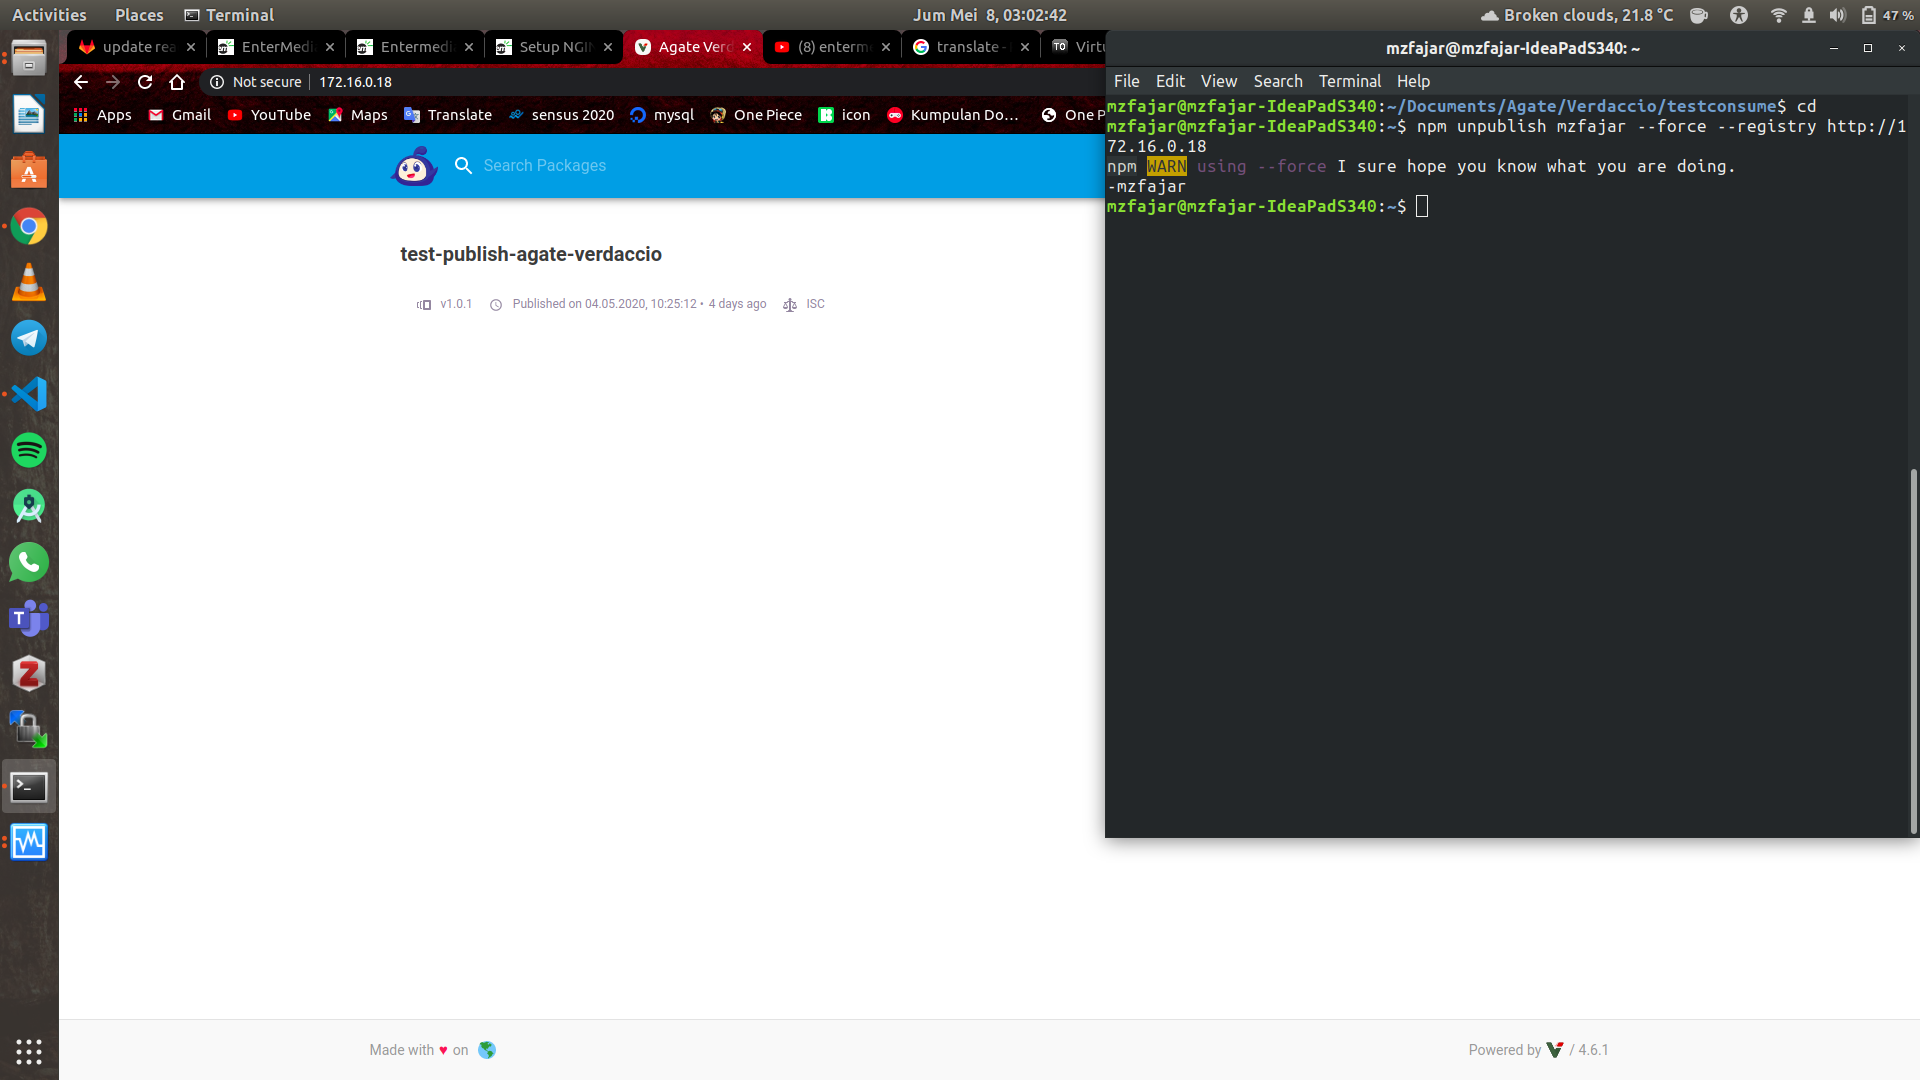 Activities Places Terminal Jum Mei 8, 03:02:42 Broken clouds, 21.8 °C 47 %
update rea EnterMedi Entermedi Setup NGIN Agate Verd (8) enterm translate - Virtu
Not secure 172.16.0.18
Apps Gmail YouTube Maps Translate sensus 2020 mysql One Piece icon Kumpulan Do… One P
Search Packages
test-publish-agate-verdaccio
v1.0.1 Published on 04.05.2020, 10:25:12 • 4 days ago ISC
Made with ♥ on
Powered by / 4.6.1
mzfajar@mzfajar-IdeaPadS340: ~
File Edit View Search Terminal Help
mzfajar@mzfajar-IdeaPadS340:~/Documents/Agate/Verdaccio/testconsume$ cd
mzfajar@mzfajar-IdeaPadS340:~$ npm unpublish mzfajar --force --registry http://1
72.16.0.18
npm WARN using --force I sure hope you know what you are doing.
-mzfajar
mzfajar@mzfajar-IdeaPadS340:~$